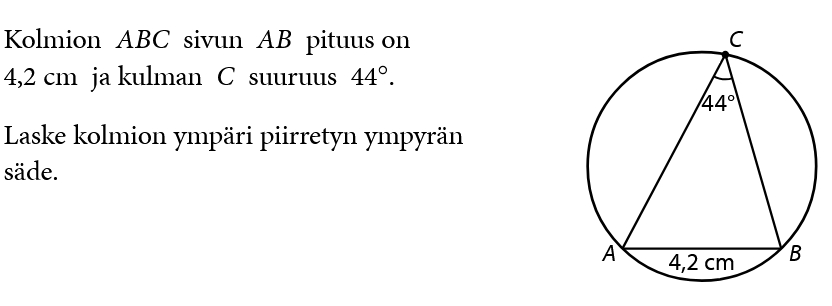 Kolmion ABC sivun AB pituus on
4,2 cm ja kulman C suuruus 44°.
Laske kolmion ympäri piirretyn ympyrän
säde.
C
44°
A
B
4,2 cm